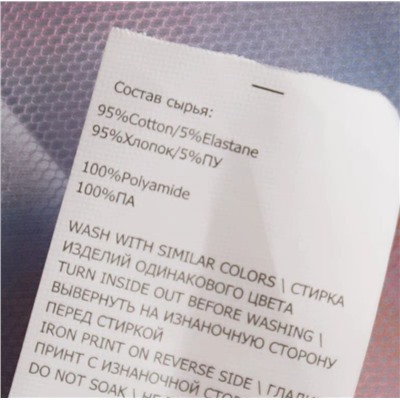 Состав сырья:
95%Cotton/5%Elastane
95%Хлопок/5%ПУ
100%Polyamide
100%ПА
WASH WITH SIMILAR COLORS \ СТИРКА
ИЗДЕЛИЙ ОДИНАКОВОГО ЦВЕТА
TURN INSIDE OUT BEFORE WASHING \
ВЫВЕРНУТЬ НА ИЗНАНОЧНУЮ СТОРОНУ
ПЕРЕД СТИРКОЙ
IRON PRINT ON REVERSE SIDE \
ПРИНТ С ИЗНАНОЧНОЙ
DO NOT SOAK \ НЕ